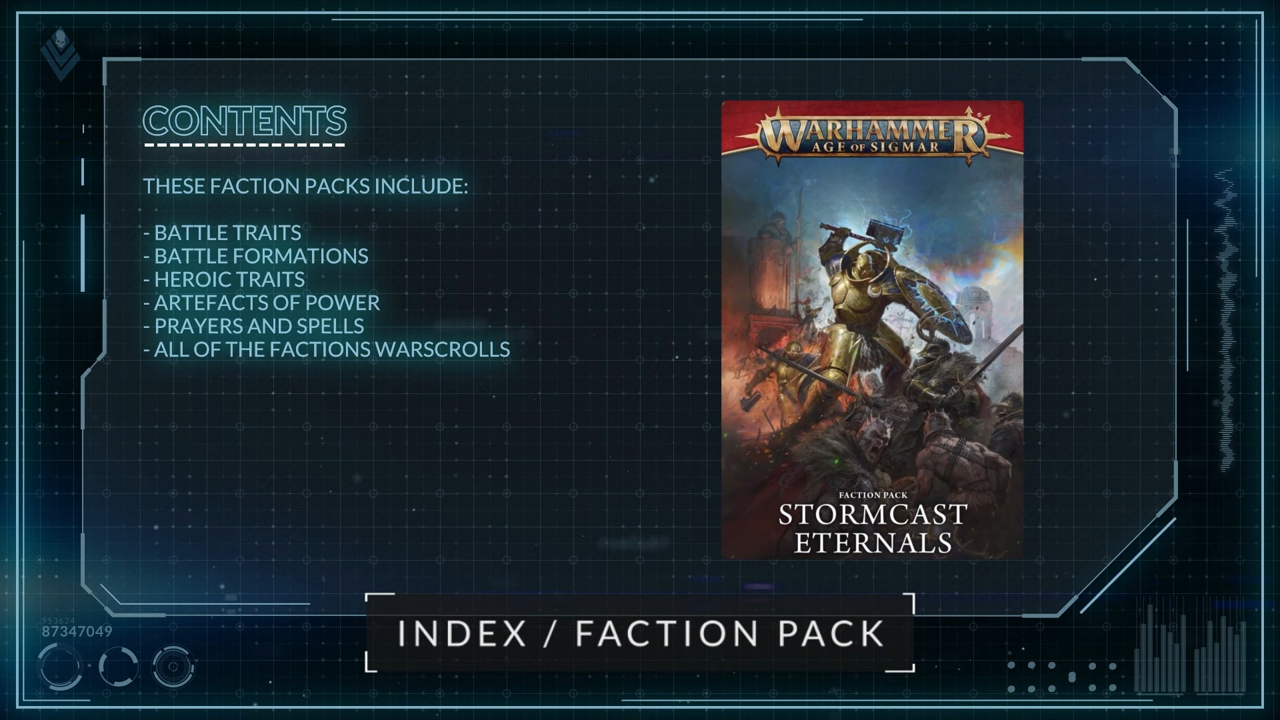 CONTENTS
THESE FACTION PACKS INCLUDE:
- BATTLE TRAITS
- BATTLE FORMATIONS
- HEROIC TRAITS
- ARTEFACTS OF POWER
- PRAYERS AND SPELLS
- ALL OF THE FACTIONS WARSCROLLS
WARHAMMER
AGE OF SIGMAR
FACTION PACK
STORMCAST
ETERNALS
INDEX / FACTION PACK
953624
87347049